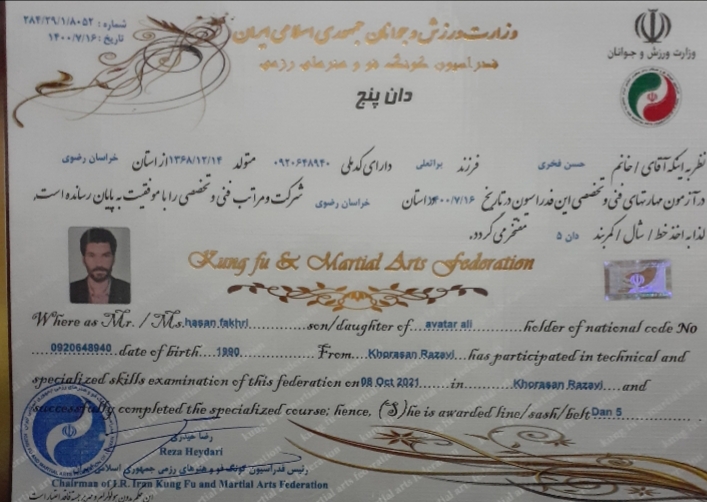 شماره : ۲۸۴/۲۹/۱/۸۰۵۲
تاریخ : ۱۴۰۰/۷/۱۶
وزارت ورزش و جوانان جمهوری اسلامی ایران
فدراسیون کونگ فو و هنرهای رزمی
دان پنج
وزارت ورزش و جوانان
نظر به اینکه آقای / خانم حسن فخری فرزند براتعلی دارای کد ملی ۰۹۲۰۶۴۸۹۴۰ متولد ۱۳۶۸/۱۲/۱۴ از استان خراسان رضوی
در آزمون مهارتهای فنی و تخصصی این فدراسیون در تاریخ ۱۴۰۰/۷/۱۶ در استان خراسان رضوی شرکت و مراتب فنی و تخصصی را با موفقیت به پایان رسانده است.
لذا به اخذ خط / شال / کمربند دان ۵ مفتخر می گردد.
Kung fu & Martial Arts Federation
Where as Mr. / Ms. hasan fakhri son/daughter of avatar ali holder of national code No
0920648940 date of birth 1990 From Khorasan Razavi has participated in technical and
specialized skills examination of this federation on 08 Oct 2021 in Khorasan Razavi and
successfully completed the specialized course; hence, (S)he is awarded line/sash/belt Dan 5
رضا حیدری
Reza Heydari
رئیس فدراسیون کونگ فو و هنرهای رزمی جمهوری اسلامی ایران
Chairman of I.R. Iran Kung Fu and Martial Arts Federation